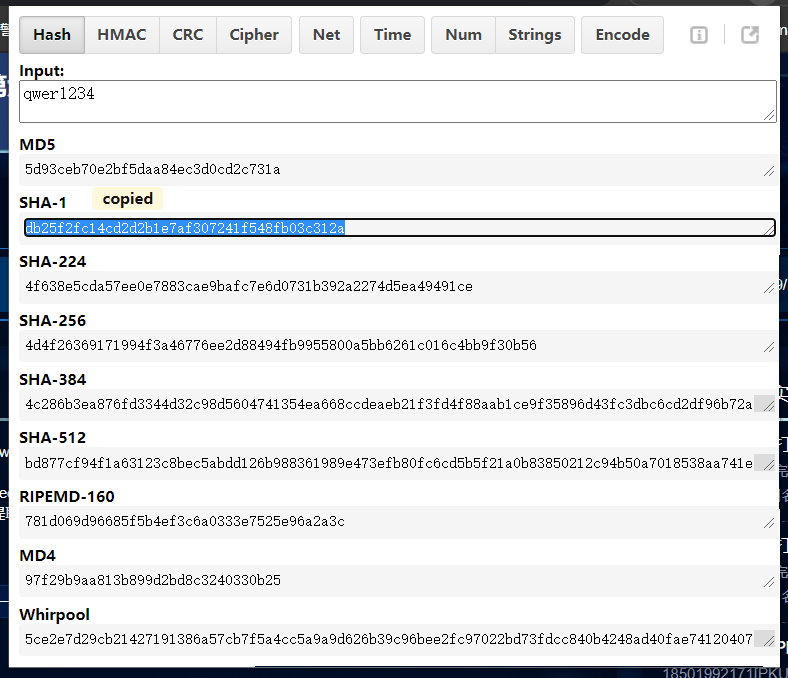 Hash HMAC CRC Cipher Net Time Num Strings Encode
Input:
qwer1234
MD5
5d93ceb70e2bf5daa84ec3d0cd2c731a
SHA-1 copied
db25f2fc14cd2d2b1e7af307241f548fb03c312a
SHA-224
4f638e5cda57ee0e7883cae9bafc7e6d0731b392a2274d5ea49491ce
SHA-256
4d4f26369171994f3a46776ee2d88494fb9955800a5bb6261c016c4bb9f30b56
SHA-384
4c286b3ea876fd3344d32c98d5604741354ea668ccdeaeb21f3fd4f88aab1ce9f35896d43fc3dbc6cd2df96b72a
SHA-512
bd877cf94f1a63123c8bec5abdd126b988361989e473efb80fc6cd5b5f21a0b83850212c94b50a7018538aa741e
RIPEMD-160
781d069d96685f5b4ef3c6a0333e7525e96a2a3c
MD4
97f29b9aa813b899d2bd8c3240330b25
Whirpool
5ce2e7d29cb21427191386a57cb7f5a4cc5a9a9d626b39c96bee2fc97022bd73fdcc840b4248ad40fae74120407